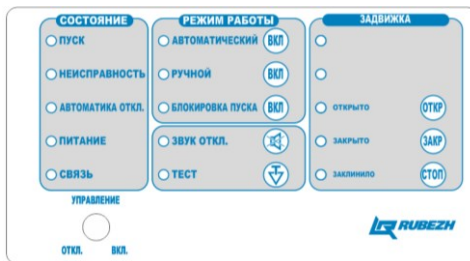 СОСТОЯНИЕ
ПУСК
НЕИСПРАВНОСТЬ
АВТОМАТИКА ОТКЛ.
ПИТАНИЕ
СВЯЗЬ
РЕЖИМ РАБОТЫ
АВТОМАТИЧЕСКИЙ ВКЛ
РУЧНОЙ ВКЛ
БЛОКИРОВКА ПУСКА ВКЛ
ЗВУК ОТКЛ.
ТЕСТ
ЗАДВИЖКА
ОТКРЫТО ОТКР
ЗАКРЫТО ЗАКР
ЗАКЛИНИЛО СТОП
УПРАВЛЕНИЕ
ОТКЛ. ВКЛ.
RUBEZH